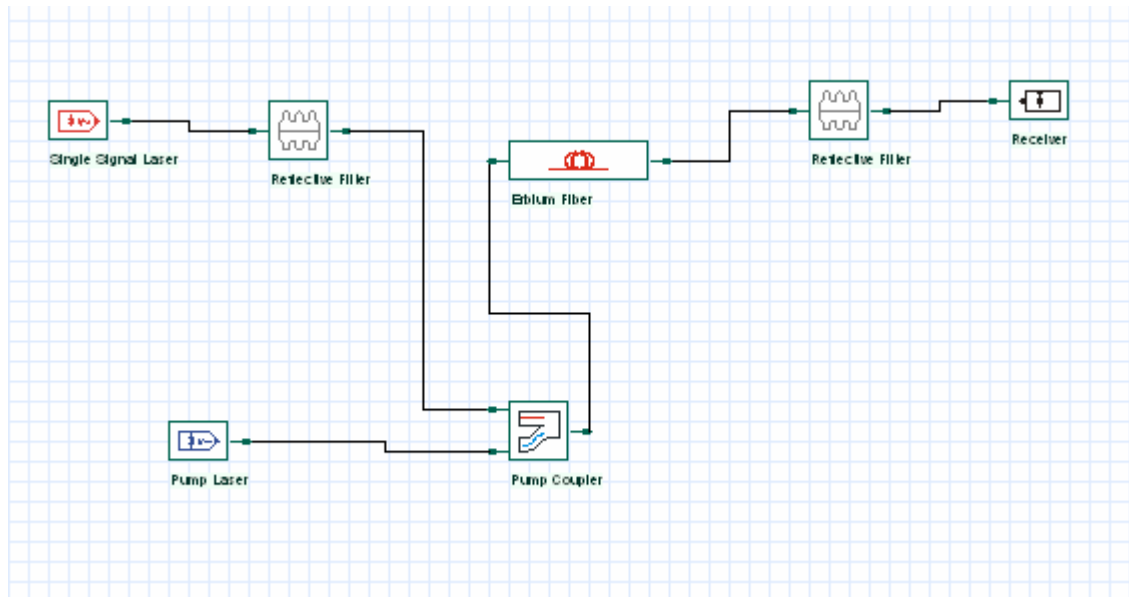 Single Signal Laser
Reflective Filter
Erbium Fiber
Reflective Filter
Receiver
Pump Laser
Pump Coupler